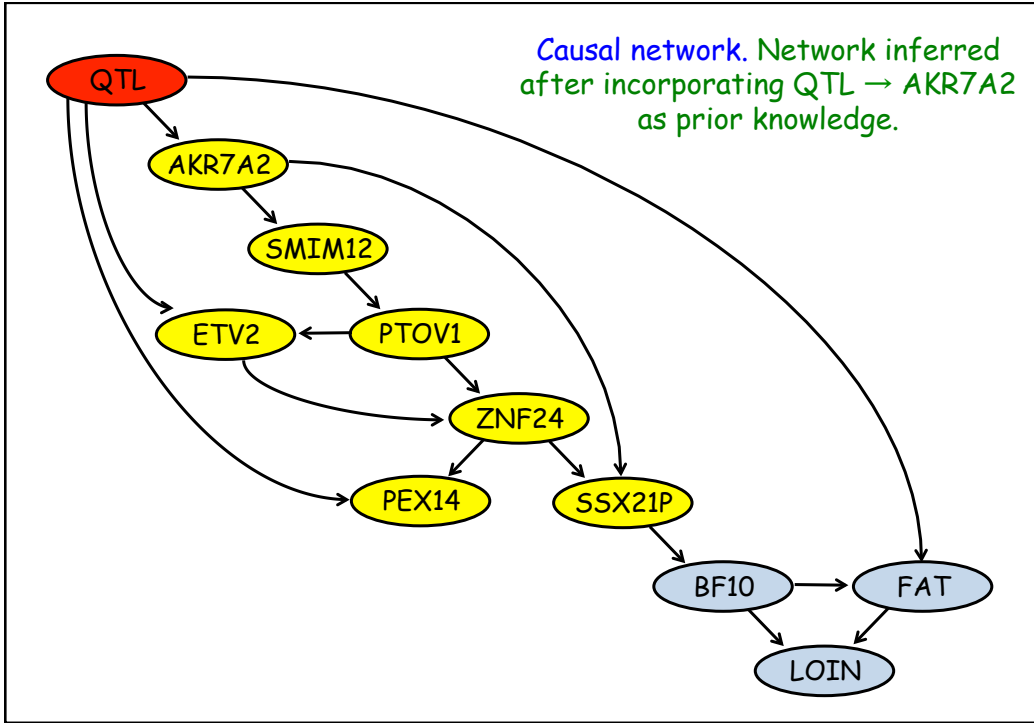 Causal network. Network inferred
after incorporating QTL → AKR7A2
as prior knowledge.
QTL
AKR7A2
SMIM12
ETV2
PTOV1
ZNF24
PEX14
SSX21P
BF10
FAT
LOIN